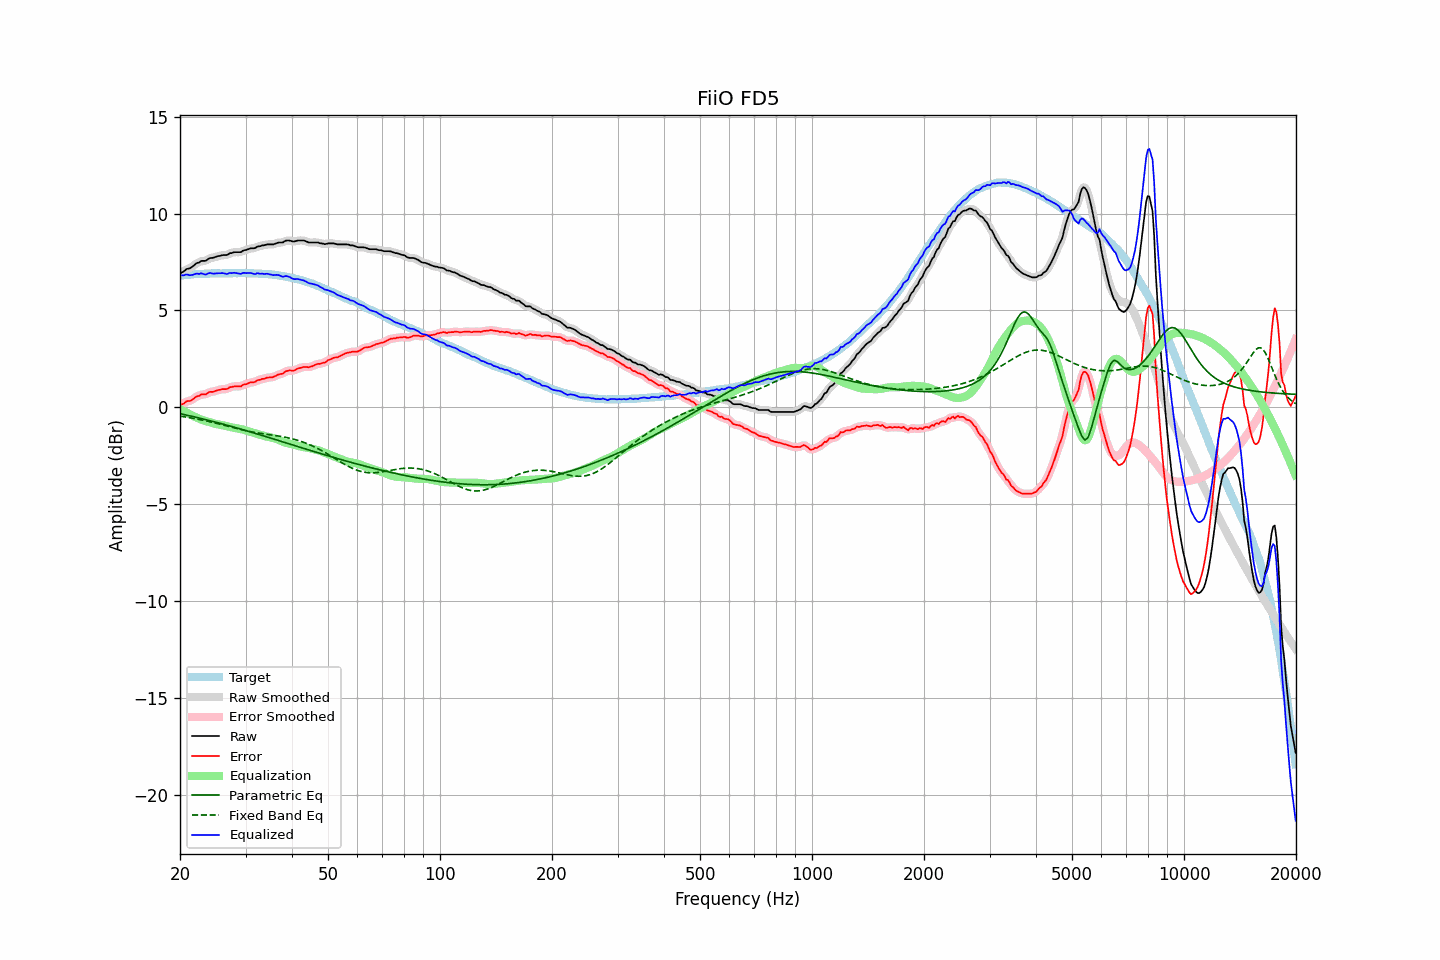 FiiO FD5
Amplitude (dBr)
15
10
5
0
−5
−10
−15
−20
Target
Raw Smoothed
Error Smoothed
Raw
Error
Equalization
Parametric Eq
Fixed Band Eq
Equalized
20 50 100 200 500 1000 2000 5000 10000 20000
Frequency (Hz)